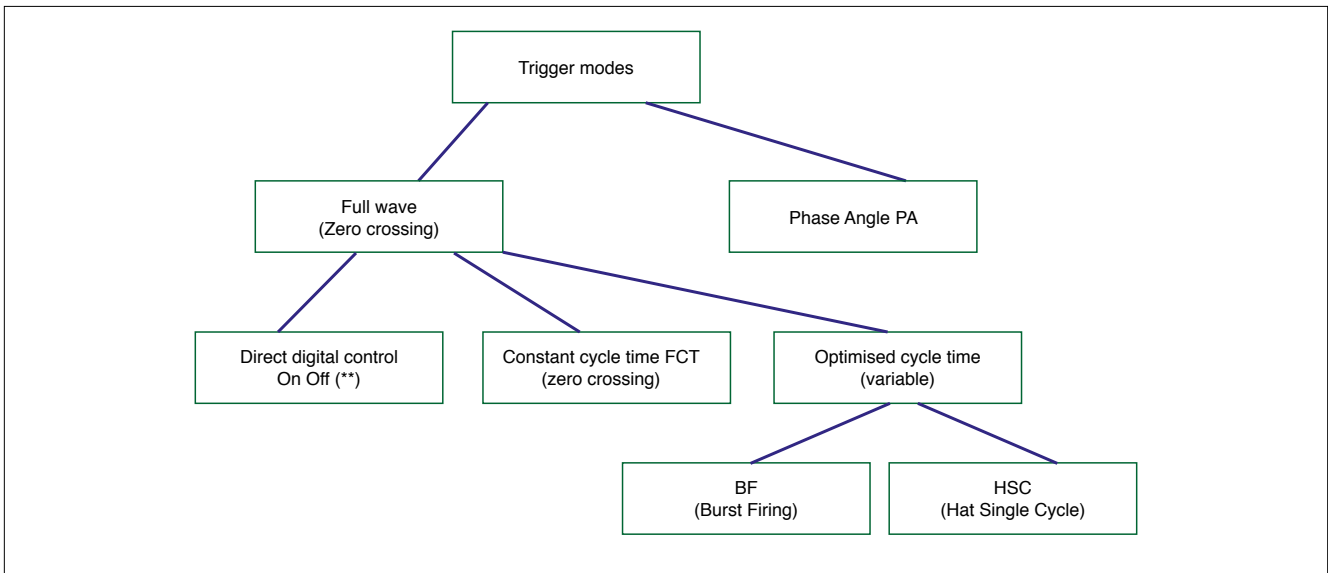 Trigger modes
Full wave
(Zero crossing)
Phase Angle PA
Direct digital control
On Off (**)
Constant cycle time FCT
(zero crossing)
Optimised cycle time
(variable)
BF
(Burst Firing)
HSC
(Hat Single Cycle)